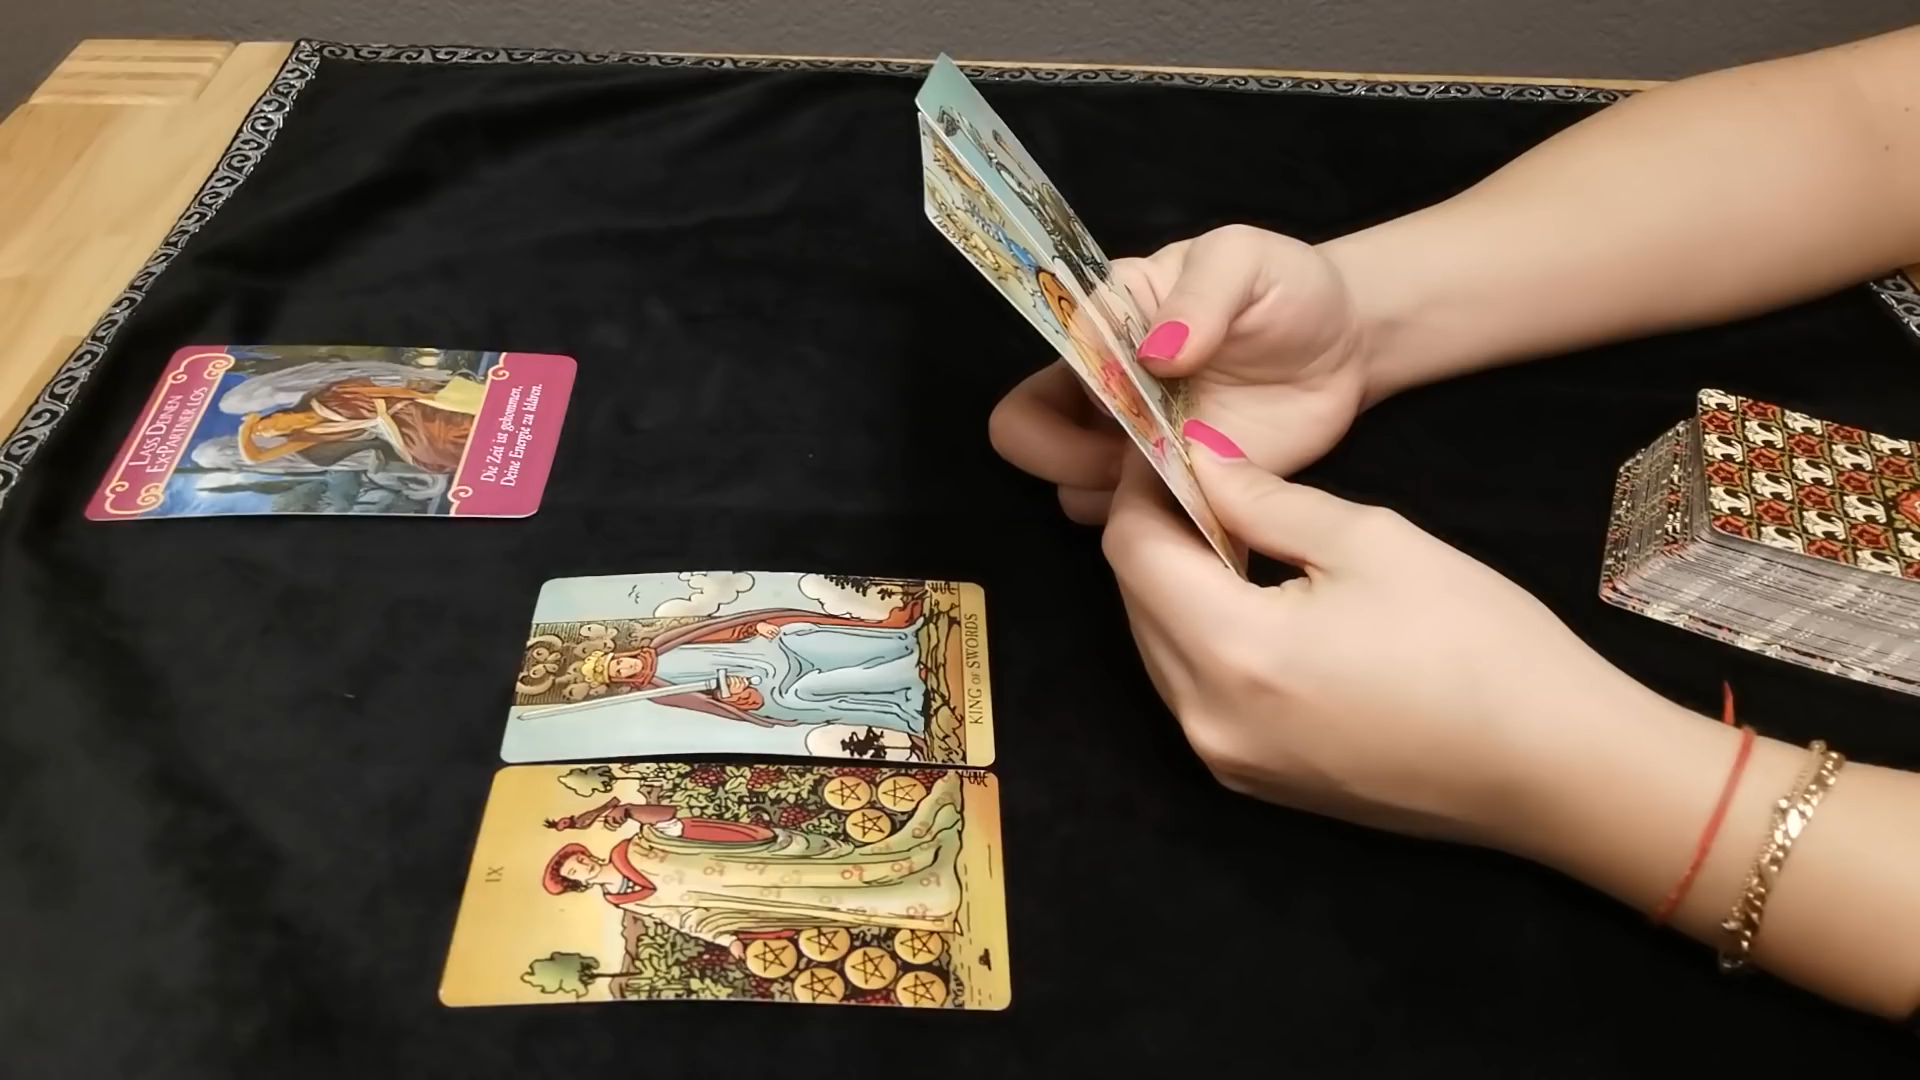 LASS DEINEN
EX-PARTNER LOS
Die Zeit ist gekommen,
Deine Energie zu klären.
KING OF SWORDS
IX